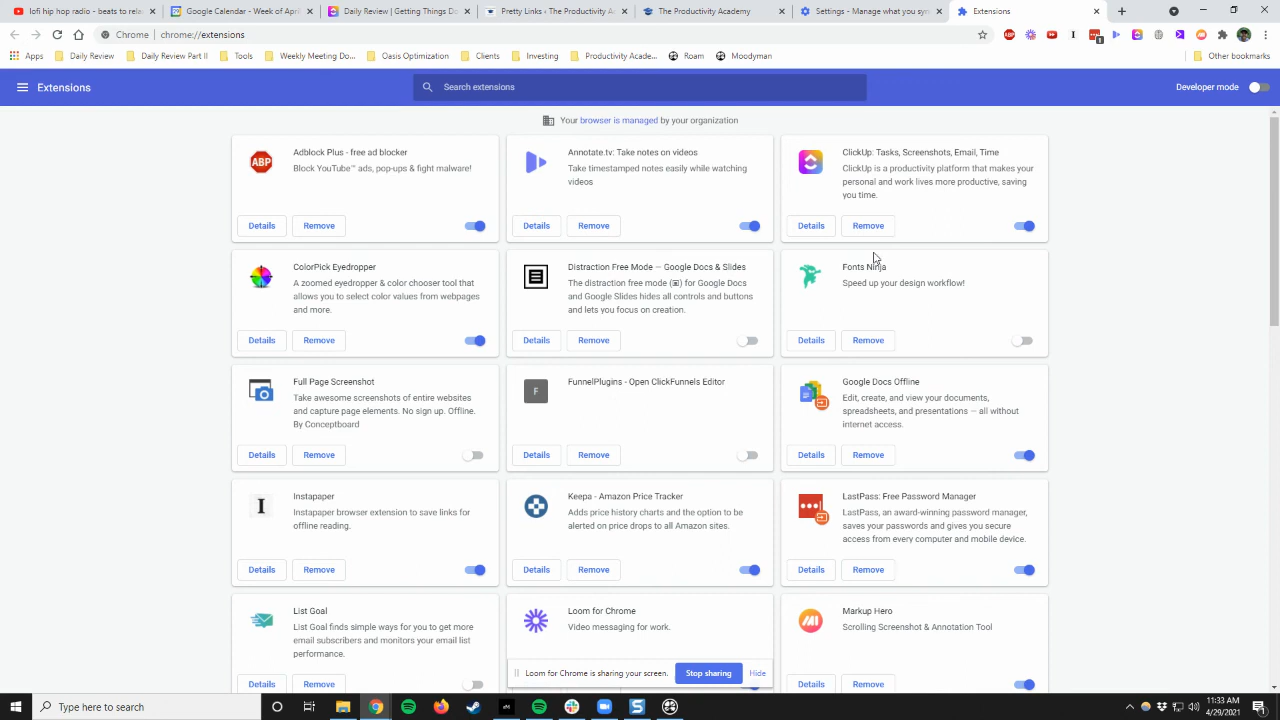 lofi hip hop radio - beats to rela
Google Calendar - Week of April
Daily Review | Getting Things De
Pretty Links ‹ The Productivity A
The Productivity Academy
Settings - Manage what you syn
Extensions
Chrome | chrome://extensions
Apps
Daily Review
Daily Review Part II
Tools
Weekly Meeting Do...
Oasis Optimization
Clients
Investing
Productivity Acade...
Roam
Moodyman
Other bookmarks
Extensions
Search extensions
Developer mode
Your browser is managed by your organization
Adblock Plus - free ad blocker
Block YouTube™ ads, pop-ups & fight malware!
Details
Remove
Annotate.tv: Take notes on videos
Take timestamped notes easily while watching
videos
Details
Remove
ClickUp: Tasks, Screenshots, Email, Time
ClickUp is a productivity platform that makes your
personal and work lives more productive, saving
you time.
Details
Remove
ColorPick Eyedropper
A zoomed eyedropper & color chooser tool that
allows you to select color values from webpages
and more.
Details
Remove
Distraction Free Mode — Google Docs & Slides
The distraction free mode (▣) for Google Docs
and Google Slides hides all controls and buttons
and lets you focus on creation.
Details
Remove
Fonts Ninja
Speed up your design workflow!
Details
Remove
Full Page Screenshot
Take awesome screenshots of entire websites
and capture page elements. No sign up. Offline.
By Conceptboard
Details
Remove
F
FunnelPlugins - Open ClickFunnels Editor
Details
Remove
Google Docs Offline
Edit, create, and view your documents,
spreadsheets, and presentations — all without
internet access.
Details
Remove
Instapaper
Instapaper browser extension to save links for
offline reading.
Details
Remove
Keepa - Amazon Price Tracker
Adds price history charts and the option to be
alerted on price drops to all Amazon sites.
Details
Remove
LastPass: Free Password Manager
LastPass, an award-winning password manager,
saves your passwords and gives you secure
access from every computer and mobile device.
Details
Remove
List Goal
List Goal finds simple ways for you to get more
email subscribers and monitors your email list
performance.
Details
Remove
Loom for Chrome
Video messaging for work.
Markup Hero
Scrolling Screenshot & Annotation Tool
Details
Remove
Loom for Chrome is sharing your screen.
Stop sharing
Hide
Type here to search
11:33 AM
4/29/2021